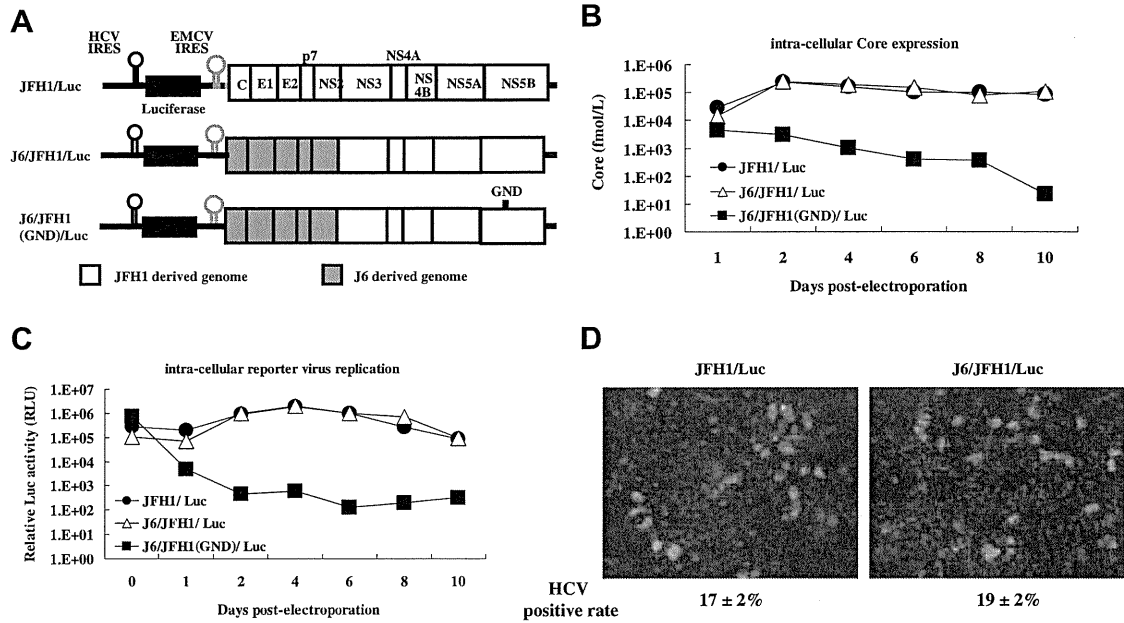 A
HCV
IRES
EMCV
IRES
p7
NS4A
JFH1/Luc
C E1 E2 NS2 NS3 NS
4B NS5A NS5B
Luciferase
J6/JFH1/Luc
GND
J6/JFH1
(GND)/Luc
JFH1 derived genome
J6 derived genome
B
intra-cellular Core expression
Core (fmol/L)
1.E+06
1.E+05
1.E+04
1.E+03
1.E+02
1.E+01
1.E+00
JFH1/ Luc
J6/JFH1/ Luc
J6/JFH1(GND)/ Luc
1 2 4 6 8 10
Days post-electroporation
C
intra-cellular reporter virus replication
Relative Luc activity (RLU)
1.E+07
1.E+06
1.E+05
1.E+04
1.E+03
1.E+02
1.E+01
1.E+00
JFH1/ Luc
J6/JFH1/ Luc
J6/JFH1(GND)/ Luc
0 1 2 4 6 8 10
Days post-electroporation
D
JFH1/Luc
J6/JFH1/Luc
HCV
positive rate
17 ± 2%
19 ± 2%